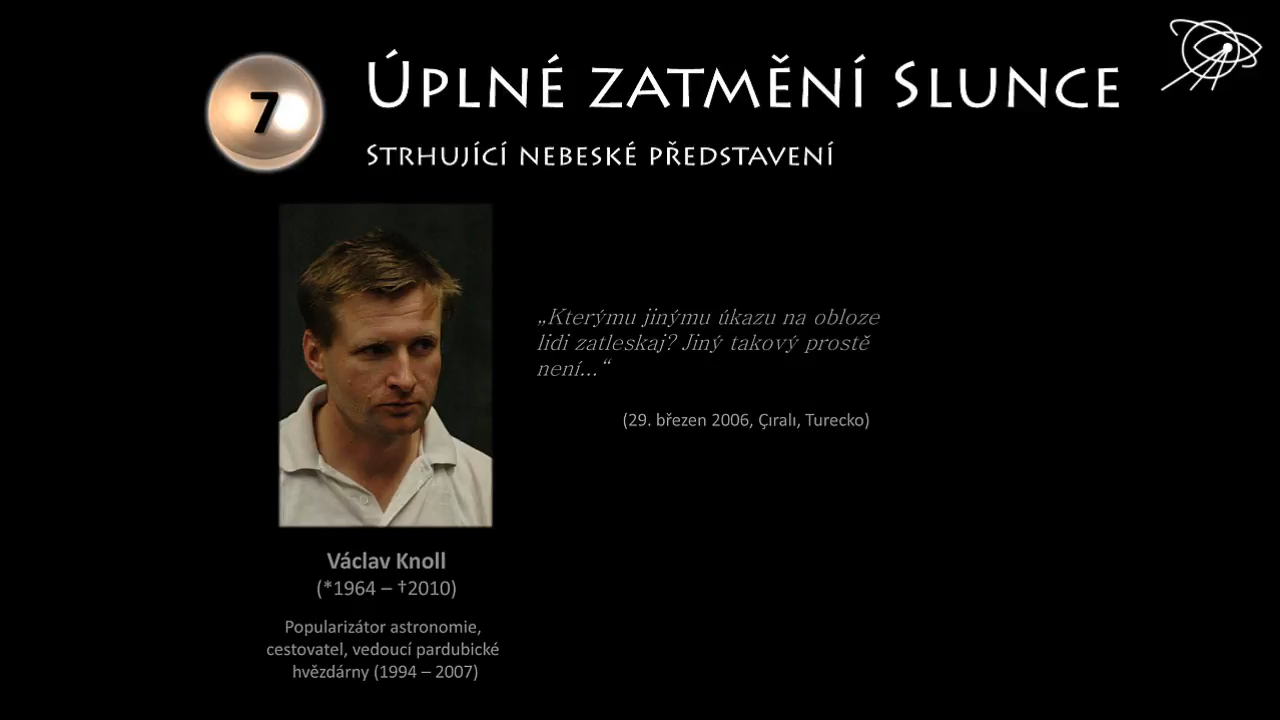 7
Úplné zatmění Slunce
Strhující nebeské představení
„Kterýmu jinýmu úkazu na obloze
lidi zatleskaj? Jiný takový prostě
není...“
(29. březen 2006, Çıralı, Turecko)
Václav Knoll
(*1964 – †2010)
Popularizátor astronomie,
cestovatel, vedoucí pardubické
hvězdárny (1994 – 2007)